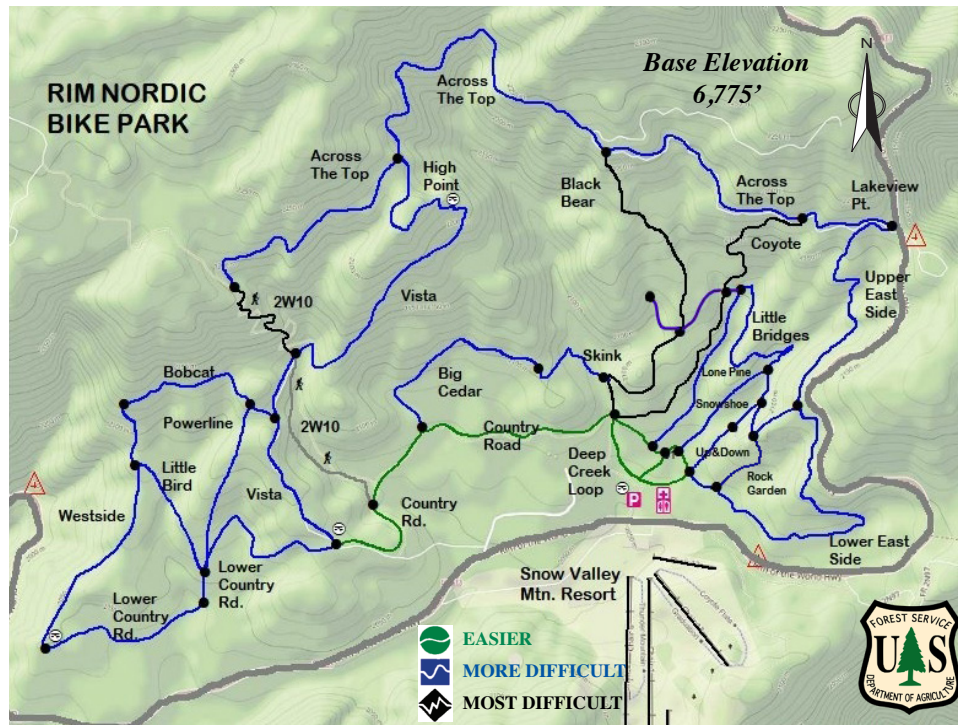 RIM NORDIC
BIKE PARK
Base Elevation
6,775'
N
Across
The Top
Across
The Top
High
Point
Black
Bear
Across
The Top
Lakeview
Pt.
Coyote
Upper
East
Side
2W10
Vista
Little
Bridges
Skink
Big
Cedar
Lone Pine
Bobcat
Snowshoe
Powerline
2W10
Country
Road
Up&Down
Little
Bird
Deep
Creek
Loop
Rock
Garden
Vista
Westside
Country
Rd.
P
Lower East
Side
Lower
Country
Rd.
Snow Valley
Mtn. Resort
Lower
Country
Rd.
EASIER
MORE DIFFICULT
MOST DIFFICULT
FOREST SERVICE
US
DEPARTMENT OF AGRICULTURE